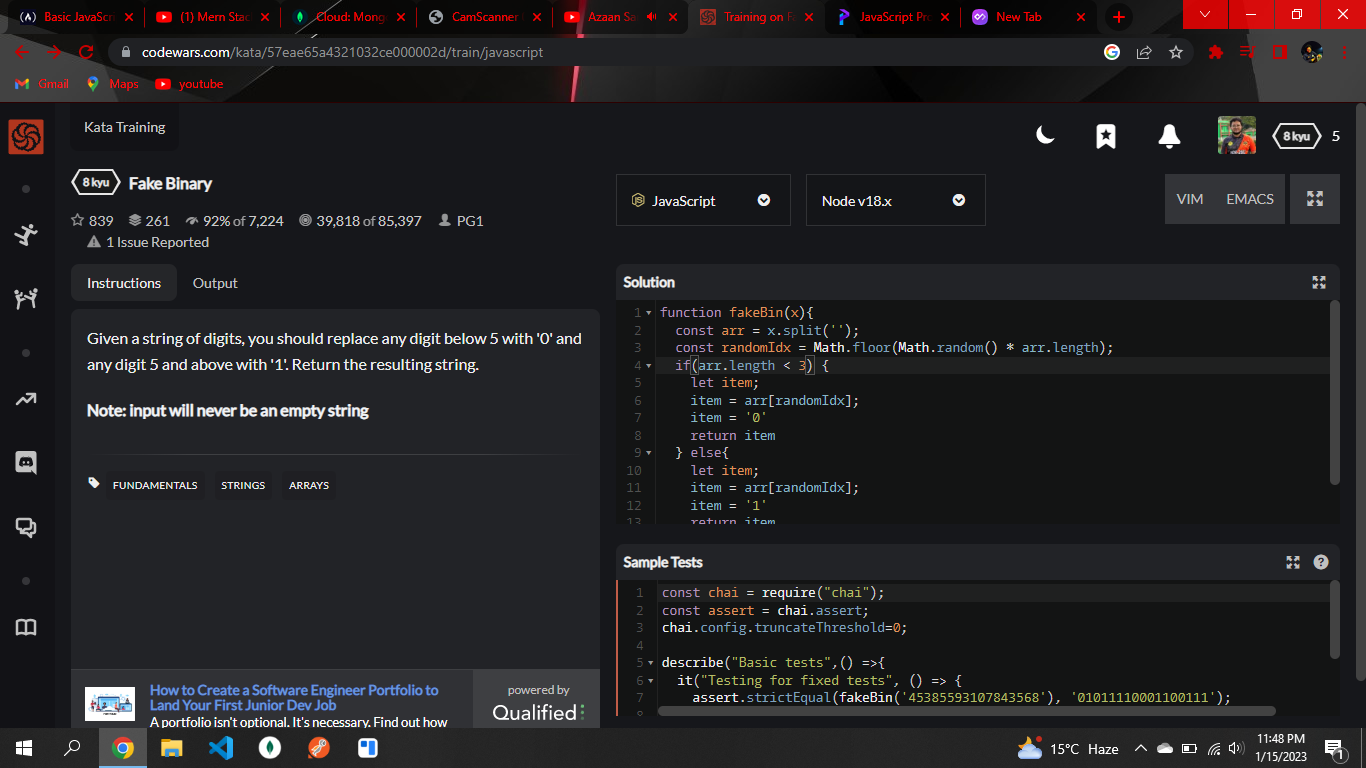 Basic JavaScr
(1) Mern Stac
Cloud: Mong
CamScanner
Azaan Sa
Training on F
JavaScript Pro
New Tab
codewars.com/kata/57eae65a4321032ce000002d/train/javascript
Gmail
Maps
youtube
Kata Training
8 kyu
5
8 kyu
Fake Binary
839
261
92% of 7,224
39,818 of 85,397
PG1
1 Issue Reported
JavaScript
Node v18.x
VIM
EMACS
Instructions
Output
Given a string of digits, you should replace any digit below 5 with '0' and
any digit 5 and above with '1'. Return the resulting string.
Note: input will never be an empty string
FUNDAMENTALS
STRINGS
ARRAYS
How to Create a Software Engineer Portfolio to
Land Your First Junior Dev Job
A portfolio isn't optional. It's necessary. Find out how
powered by
Qualified
Solution
1 function fakeBin(x){
2 const arr = x.split('');
3 const randomIdx = Math.floor(Math.random() * arr.length);
4 if(arr.length < 3) {
5 let item;
6 item = arr[randomIdx];
7 item = '0'
8 return item
9 } else{
10 let item;
11 item = arr[randomIdx];
12 item = '1'
13 return item
Sample Tests
1 const chai = require("chai");
2 const assert = chai.assert;
3 chai.config.truncateThreshold=0;
4
5 describe("Basic tests",() =>{
6 it("Testing for fixed tests", () => {
7 assert.strictEqual(fakeBin('45385593107843568'), '01011110001100111');
8
15°C Haze
11:48 PM
1/15/2023
1